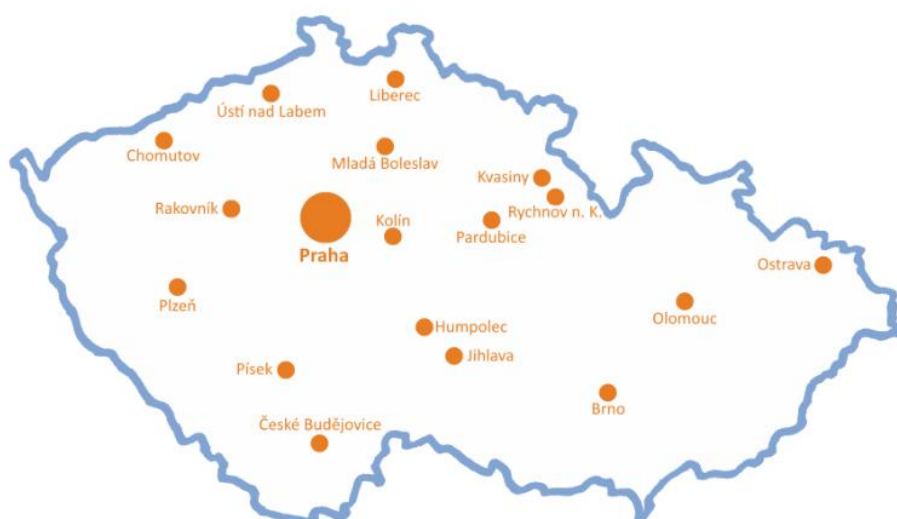 Liberec
Ústí nad Labem
Chomutov
Mladá Boleslav
Kvasiny
Rakovník
Rychnov n. K.
Kolín
Pardubice
Praha
Ostrava
Plzeň
Olomouc
Humpolec
Jihlava
Písek
Brno
České Budějovice